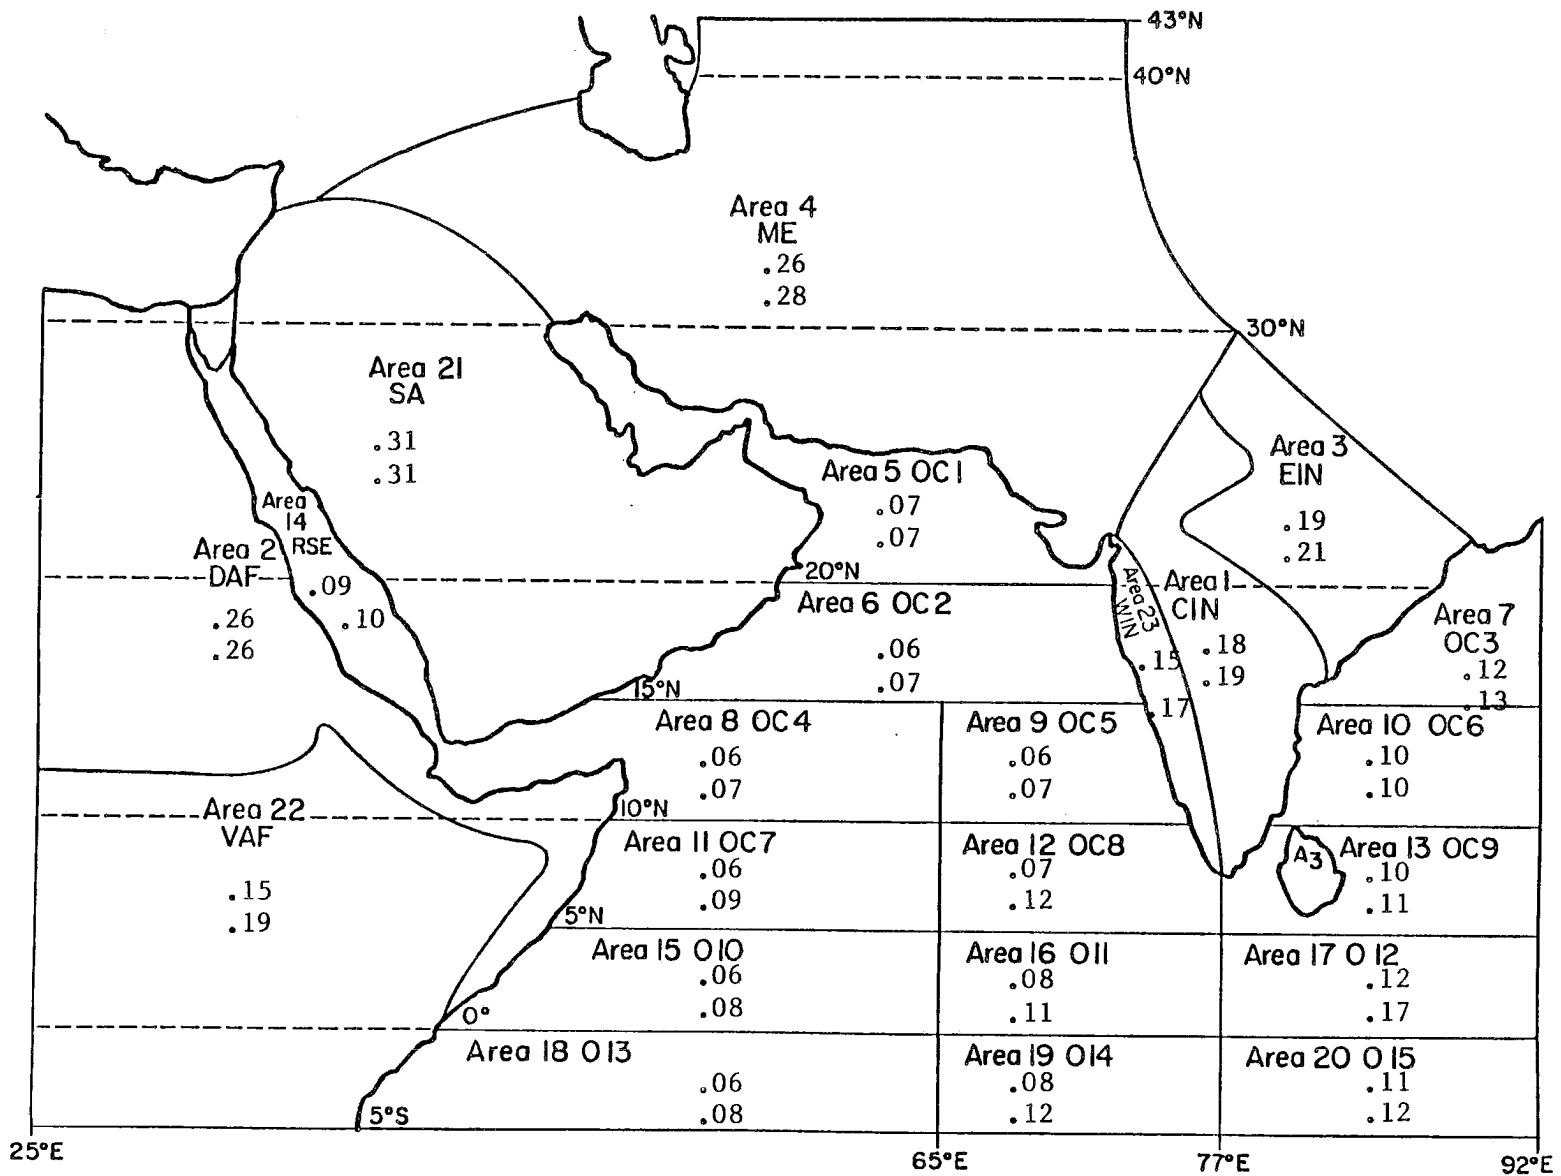 43°N
40°N
Area 4
ME
.26
.28
30°N
Area 21
SA
.31
.31
Area 3
EIN
.19
.21
Area 5 OC1
.07
.07
Area
14
RSE
.09
.10
Area 2
DAF
.26
.26
20°N
Area 6 OC2
.06
.07
Area 23
WIN
.15
.17
Area 1
CIN
.18
.19
Area 7
OC3
.12
.13
15°N
Area 8 OC4
.06
.07
Area 9 OC5
.06
.07
Area 10 OC6
.10
.10
Area 22
VAF
.15
.19
10°N
Area 11 OC7
.06
.09
Area 12 OC8
.07
.12
A3
Area 13 OC9
.10
.11
5°N
Area 15 O10
.06
.08
Area 16 O11
.08
.11
Area 17 O12
.12
.17
0°
Area 18 O13
.06
.08
Area 19 O14
.08
.12
Area 20 O15
.11
.12
5°S
25°E
65°E
77°E
92°E